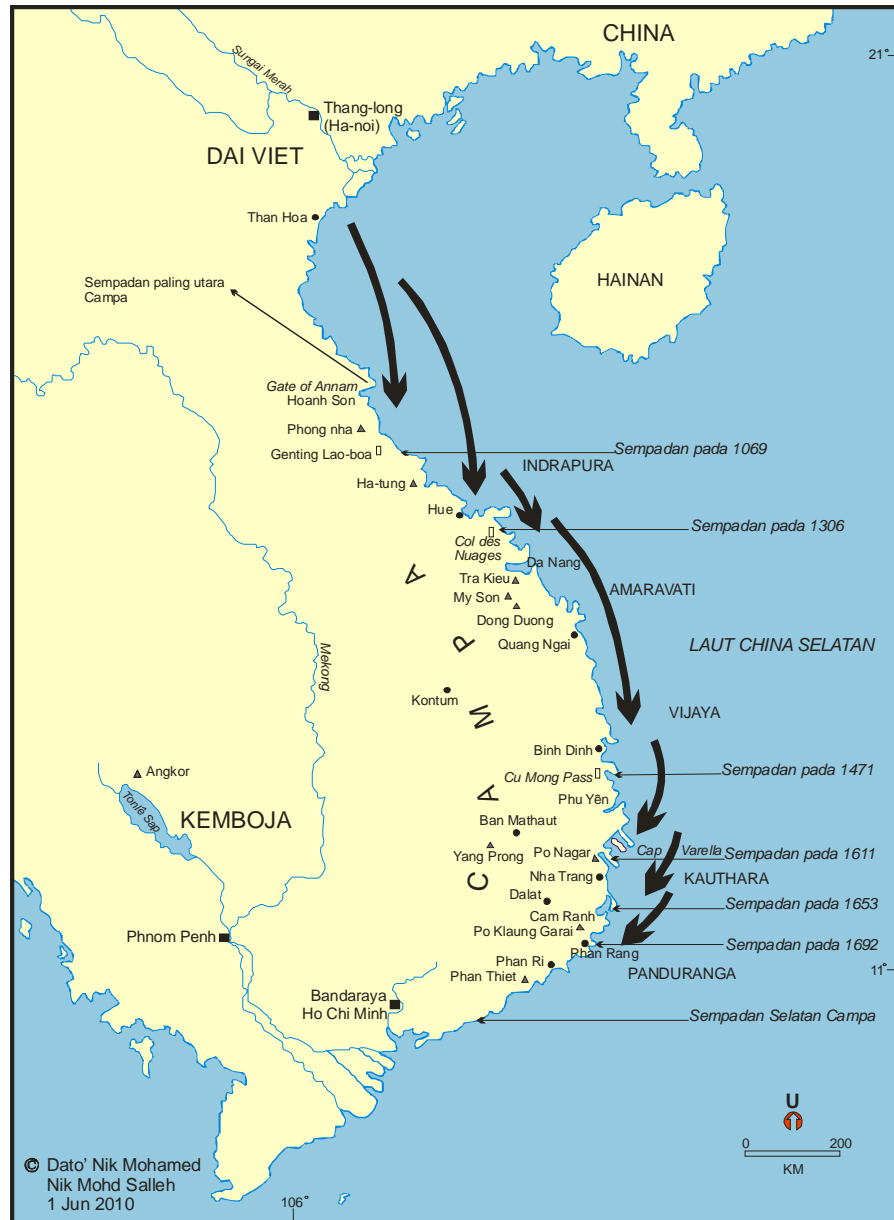 CHINA
21°
Sungai Merah
Thang-long
(Ha-noi)
DAI VIET
Than Hoa
HAINAN
Sempadan paling utara
Campa
Gate of Annam
Hoanh Son
Phong nha
Genting Lao-boa
Sempadan pada 1069
INDRAPURA
Ha-tung
Hue
Sempadan pada 1306
Col des
Nuages
Da Nang
Tra Kieu
AMARAVATI
My Son
Dong Duong
Quang Ngai
LAUT CHINA SELATAN
Mekong
Kontum
VIJAYA
Binh Dinh
Angkor
Cu Mong Pass
Sempadan pada 1471
Phu Yên
Tonlê Sap
KEMBOJA
Ban Mathaut
Yang Prong
Po Nagar
Cap Varella
Sempadan pada 1611
Nha Trang
KAUTHARA
Dalat
Sempadan pada 1653
Cam Ranh
Po Klaung Garai
Phnom Penh
Phan Rang
Sempadan pada 1692
Phan Ri
PANDURANGA
11°
Phan Thiet
CAMPA
Bandaraya
Ho Chi Minh
Sempadan Selatan Campa
U
0 200
KM
© Dato' Nik Mohamed
Nik Mohd Salleh
1 Jun 2010
106°